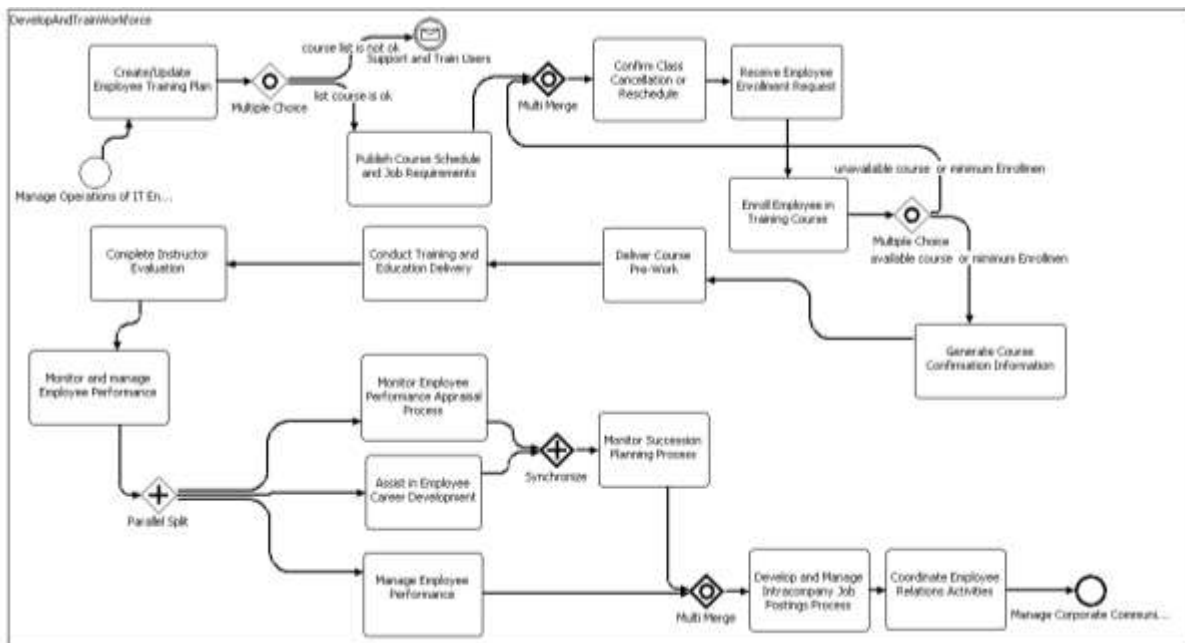 DevelopAndTrainWorkforce
Create/Update
Employee Training Plan
Multiple Choice
course list is not ok
Support and Train Users
list course is ok
Manage Operations of IT En...
Publish Course Schedule
and Job Requirements
Multi Merge
Confirm Class
Cancellation or
Reschedule
Receive Employee
Enrollment Request
unavailable course or minimum Enrollmen
Enroll Employee in
Training Course
Multiple Choice
available course or minimum Enrollmen
Complete Instructor
Evaluation
Conduct Training and
Education Delivery
Deliver Course
Pre-Work
Generate Course
Confirmation Information
Monitor and manage
Employee Performance
Monitor Employee
Performance Appraisal
Process
Assist in Employee
Career Development
Synchronize
Monitor Succession
Planning Process
Parallel Split
Manage Employee
Performance
Multi Merge
Develop and Manage
Intracompany Job
Postings Process
Coordinate Employee
Relations Activities
Manage Corporate Communi...